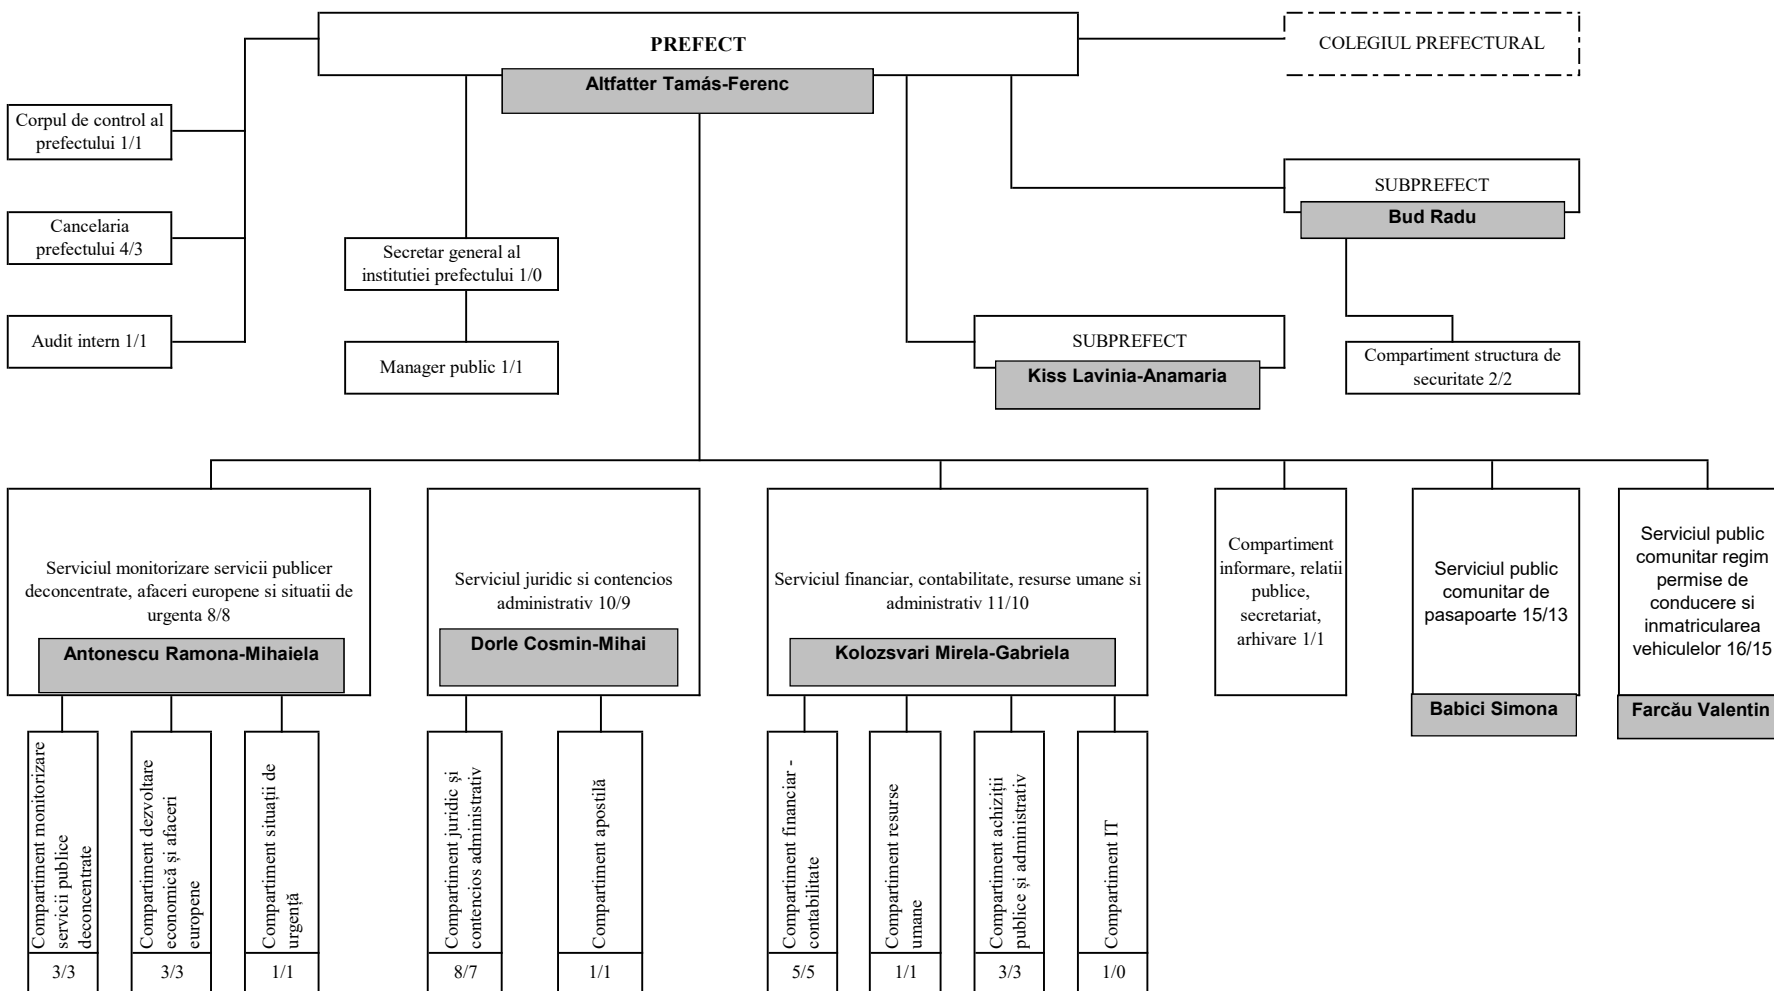 PREFECT
Altfatter Tamás-Ferenc
COLEGIUL PREFECTURAL
Corpul de control al
prefectului 1/1
Cancelaria
prefectului 4/3
Audit intern 1/1
Secretar general al
institutiei prefectului 1/0
Manager public 1/1
SUBPREFECT
Bud Radu
SUBPREFECT
Kiss Lavinia-Anamaria
Compartiment structura de
securitate 2/2
Serviciul monitorizare servicii publicer
deconcentrate, afaceri europene si situatii de
urgenta 8/8
Antonescu Ramona-Mihaiela
Serviciul juridic si contencios
administrativ 10/9
Dorle Cosmin-Mihai
Serviciul financiar, contabilitate, resurse umane si
administrativ 11/10
Kolozsvari Mirela-Gabriela
Compartiment
informare, relatii
publice,
secretariat,
arhivare 1/1
Serviciul public
comunitar de
pasapoarte 15/13
Babici Simona
Serviciul public
comunitar regim
permise de
conducere si
inmatricularea
vehiculelor 16/15
Farcău Valentin
Compartiment monitorizare
servicii publice
deconcentrate
3/3
Compartiment dezvoltare
economică și afaceri
europene
3/3
Compartiment situații de
urgență
1/1
Compartiment juridic și
contencios administrativ
8/7
Compartiment apostilă
1/1
Compartiment financiar -
contabilitate
5/5
Compartiment resurse
umane
1/1
Compartiment achiziții
publice și administrativ
3/3
Compartiment IT
1/0